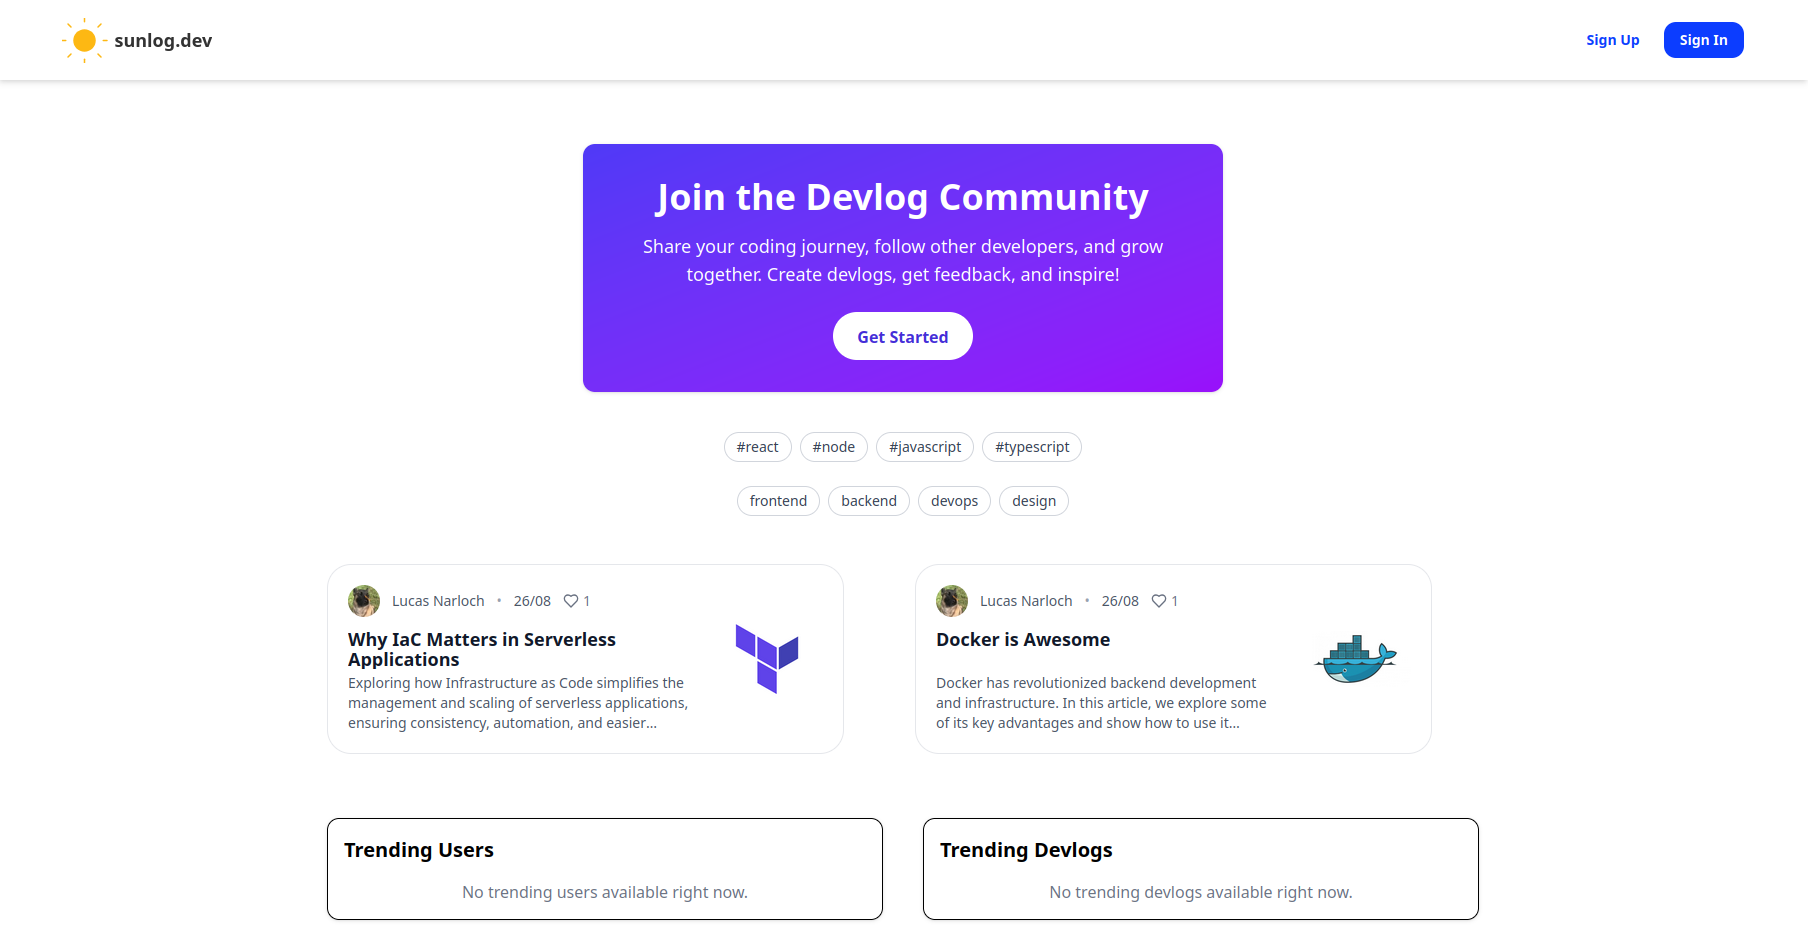 sunlog.dev
Sign Up
Sign In
Join the Devlog Community
Share your coding journey, follow other developers, and grow
together. Create devlogs, get feedback, and inspire!
Get Started
#react
#node
#javascript
#typescript
frontend
backend
devops
design
Lucas Narloch • 26/08 1
Why IaC Matters in Serverless
Applications
Exploring how Infrastructure as Code simplifies the
management and scaling of serverless applications,
ensuring consistency, automation, and easier...
Lucas Narloch • 26/08 1
Docker is Awesome
Docker has revolutionized backend development
and infrastructure. In this article, we explore some
of its key advantages and show how to use it...
Trending Users
No trending users available right now.
Trending Devlogs
No trending devlogs available right now.